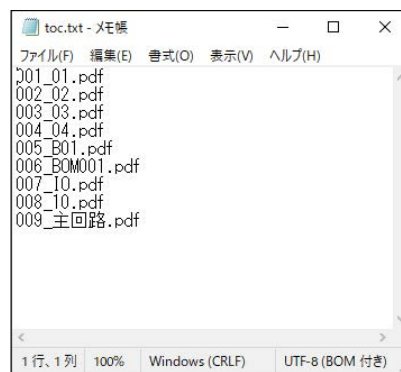 toc.txt - メモ帳
ファイル(F) 編集(E) 書式(O) 表示(V) ヘルプ(H)
001_01.pdf
002_02.pdf
003_03.pdf
004_04.pdf
005_B01.pdf
006_BOM001.pdf
007_IO.pdf
008_10.pdf
009_主回路.pdf
1 行、1 列 100% Windows (CRLF) UTF-8 (BOM 付き)